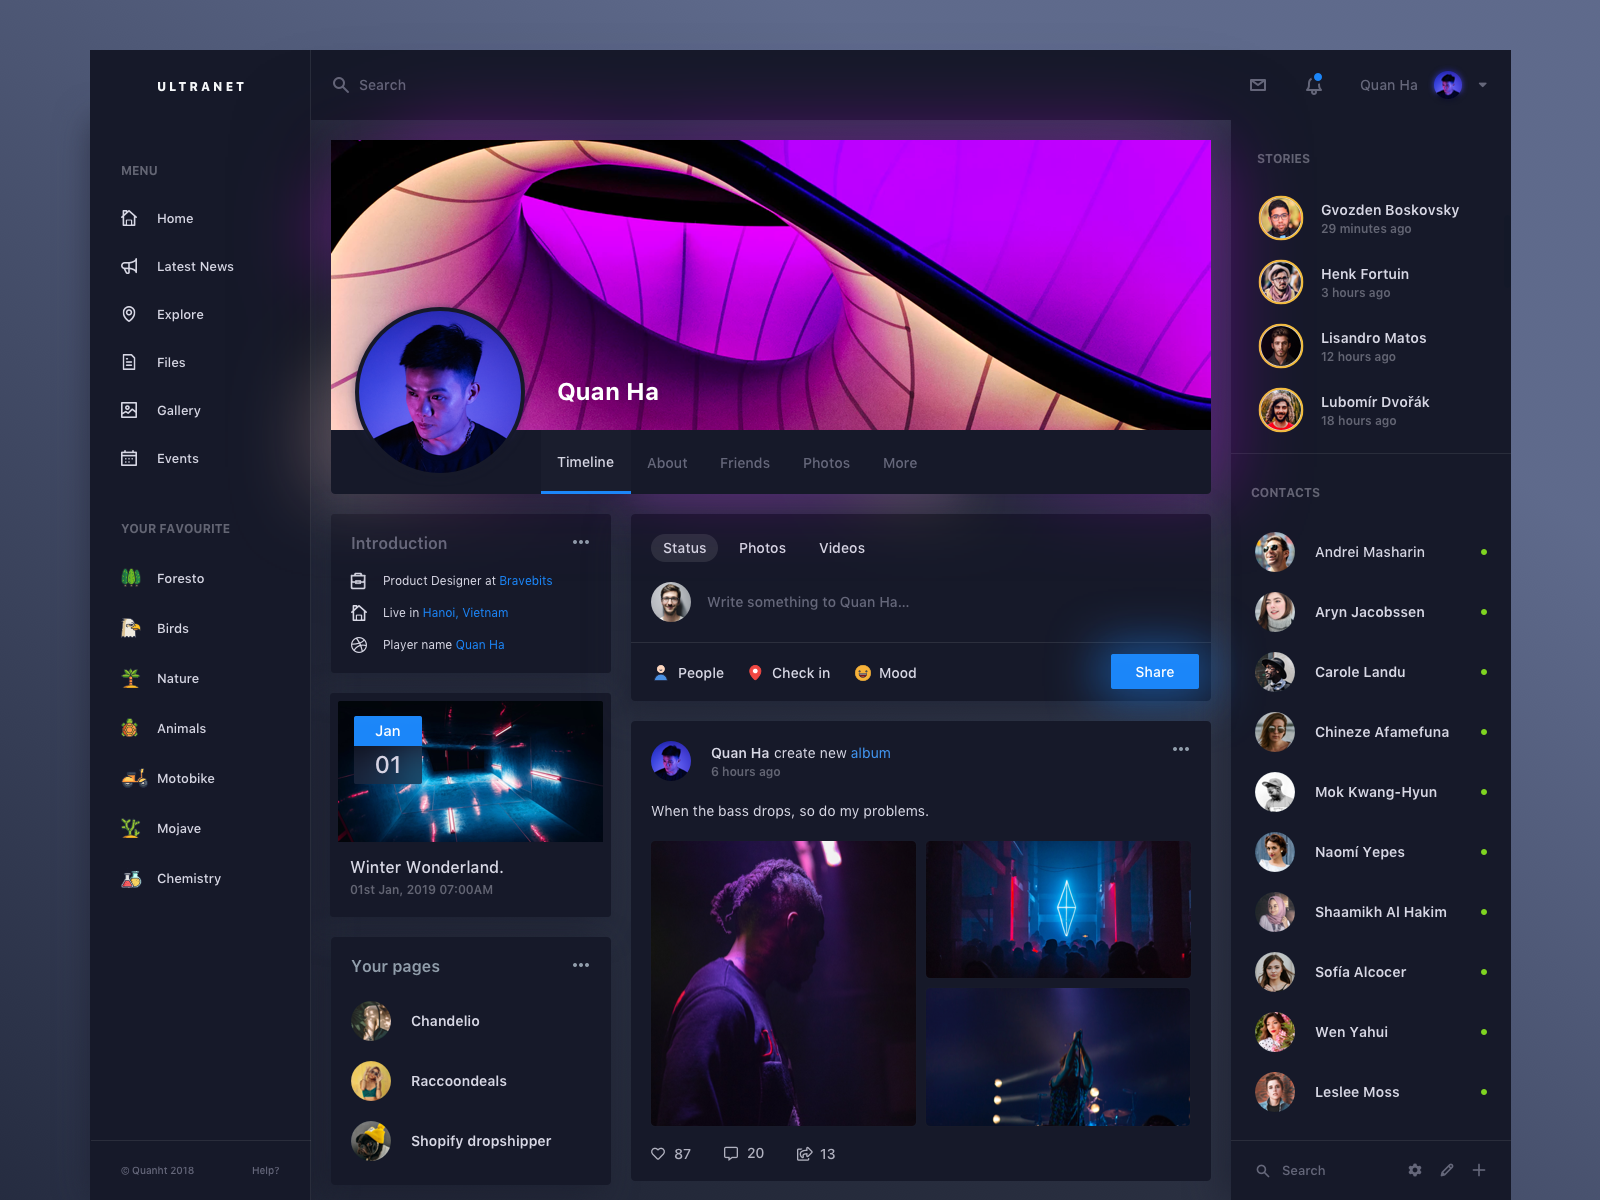 ULTRANET
Search
Quan Ha
MENU
Home
Latest News
Explore
Files
Gallery
Events
YOUR FAVOURITE
Foresto
Birds
Nature
Animals
Motobike
Mojave
Chemistry
© Quanht 2018
Help?
Quan Ha
Timeline
About
Friends
Photos
More
Introduction
Product Designer at Bravebits
Live in Hanoi, Vietnam
Player name Quan Ha
Jan
01
Winter Wonderland.
01st Jan, 2019 07:00AM
Your pages
Chandelio
Raccoondeals
Shopify dropshipper
Status
Photos
Videos
Write something to Quan Ha...
People
Check in
Mood
Share
Quan Ha create new album
6 hours ago
When the bass drops, so do my problems.
87
20
13
STORIES
Gvozden Boskovsky
29 minutes ago
Henk Fortuin
3 hours ago
Lisandro Matos
12 hours ago
Lubomír Dvořák
18 hours ago
CONTACTS
Andrei Masharin
Aryn Jacobssen
Carole Landu
Chineze Afamefuna
Mok Kwang-Hyun
Naomí Yepes
Shaamikh Al Hakim
Sofía Alcocer
Wen Yahui
Leslee Moss
Search